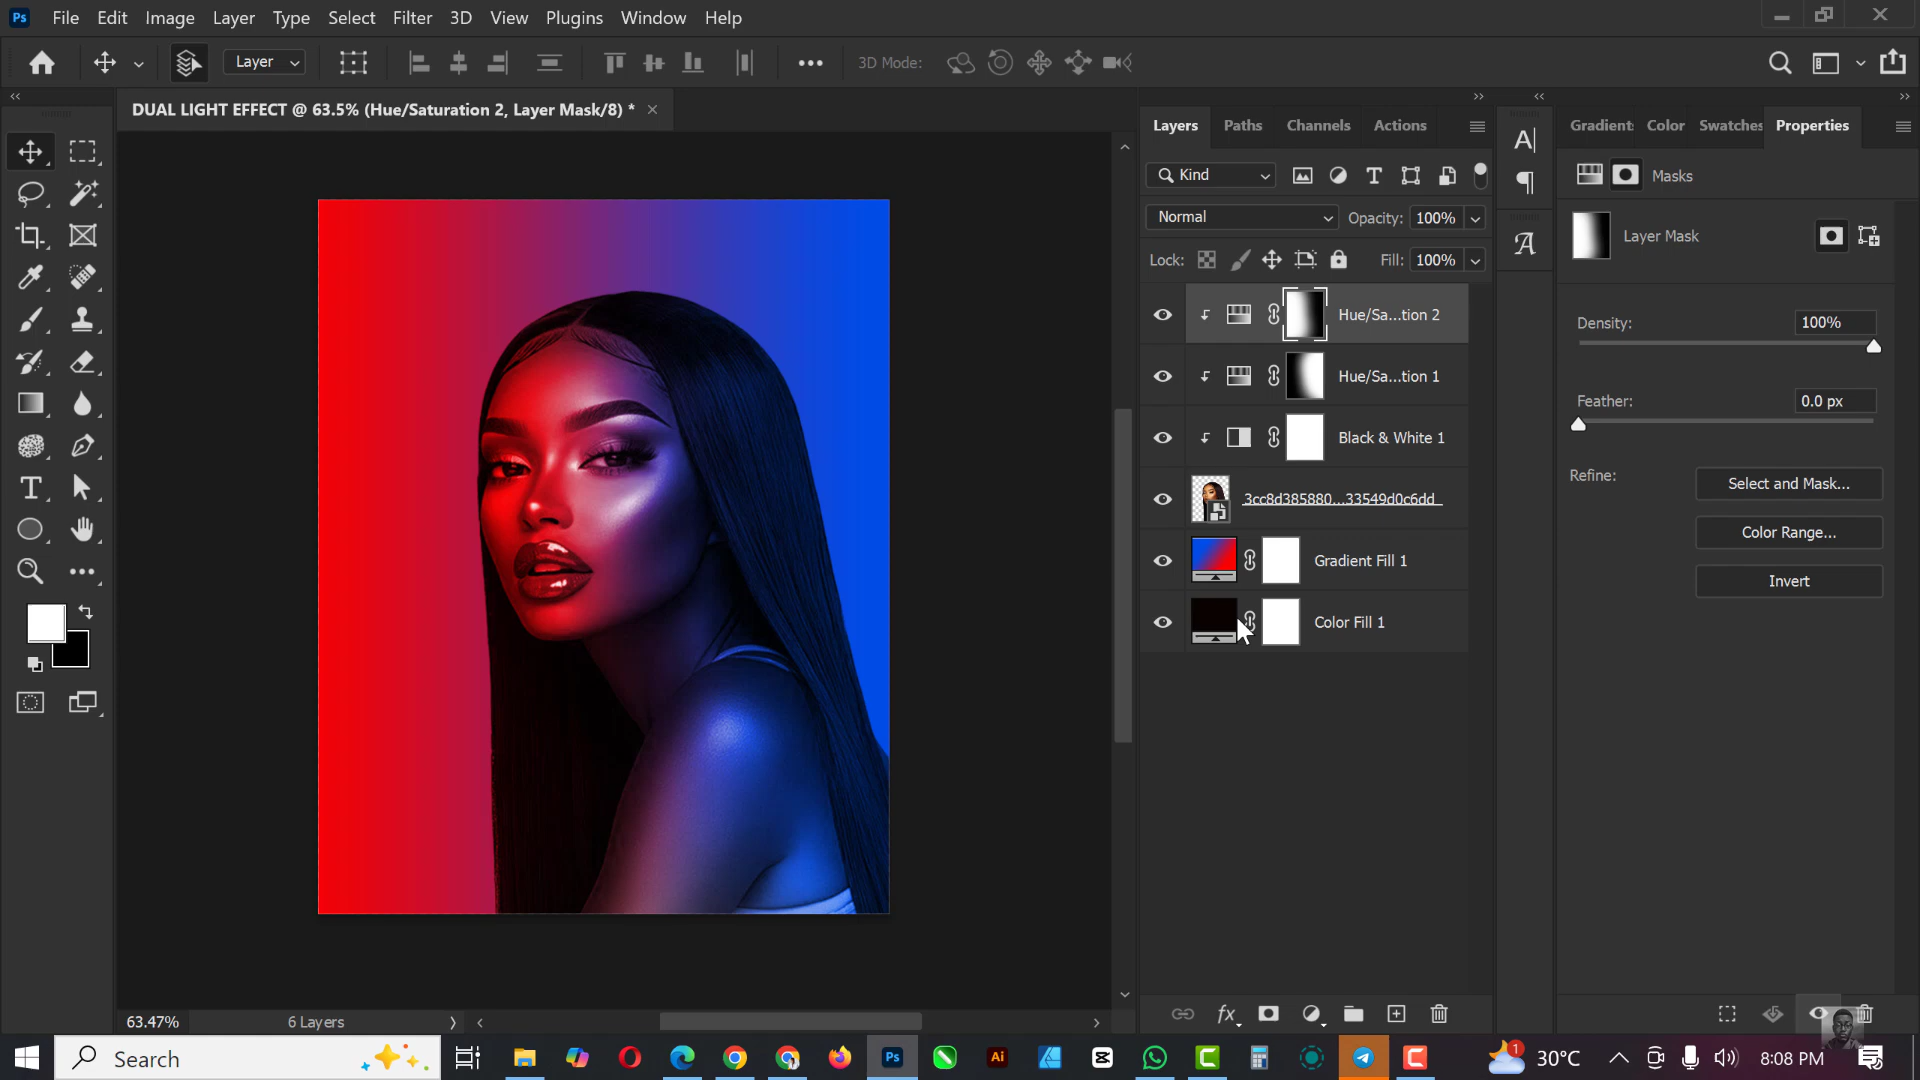 Ps File Edit Image Layer Type Select Filter 3D View Plugins Window Help
Layer 3D Mode:
DUAL LIGHT EFFECT @ 63.5% (Hue/Saturation 2, Layer Mask/8) *
Layers Paths Channels Actions
Gradient Color Swatches Properties
Kind
Masks
Normal Opacity: 100%
Layer Mask
Lock: Fill: 100%
Hue/Sa...tion 2
Density: 100%
Hue/Sa...tion 1
Feather: 0.0 px
Black & White 1
Refine: Select and Mask...
3cc8d385880...33549d0c6dd
Color Range...
Gradient Fill 1
Invert
Color Fill 1
63.47% 6 Layers
Search
Ps Ai
1 30°C
8:08 PM